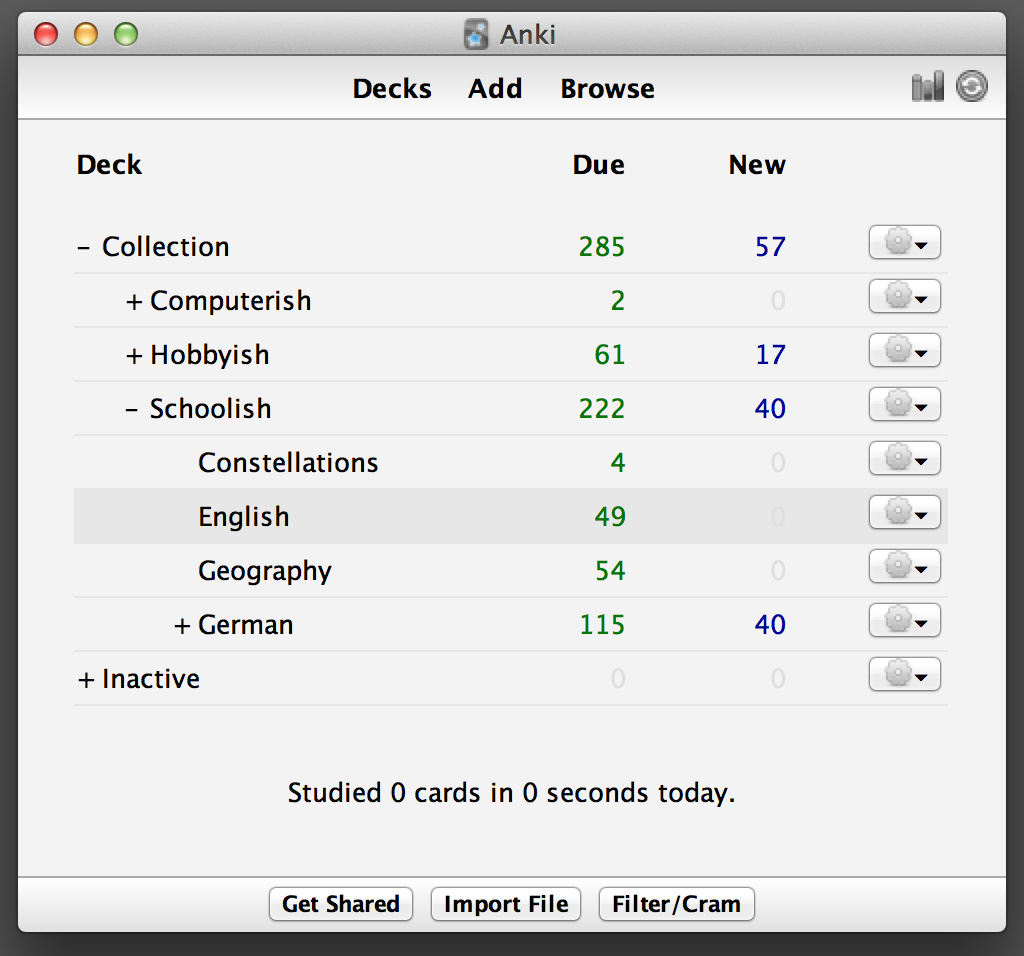 Anki
Decks Add Browse
Deck Due New
– Collection 285 57
+ Computerish 2 0
+ Hobbyish 61 17
– Schoolish 222 40
Constellations 4 0
English 49 0
Geography 54 0
+ German 115 40
+ Inactive 0 0
Studied 0 cards in 0 seconds today.
Get Shared Import File Filter/Cram